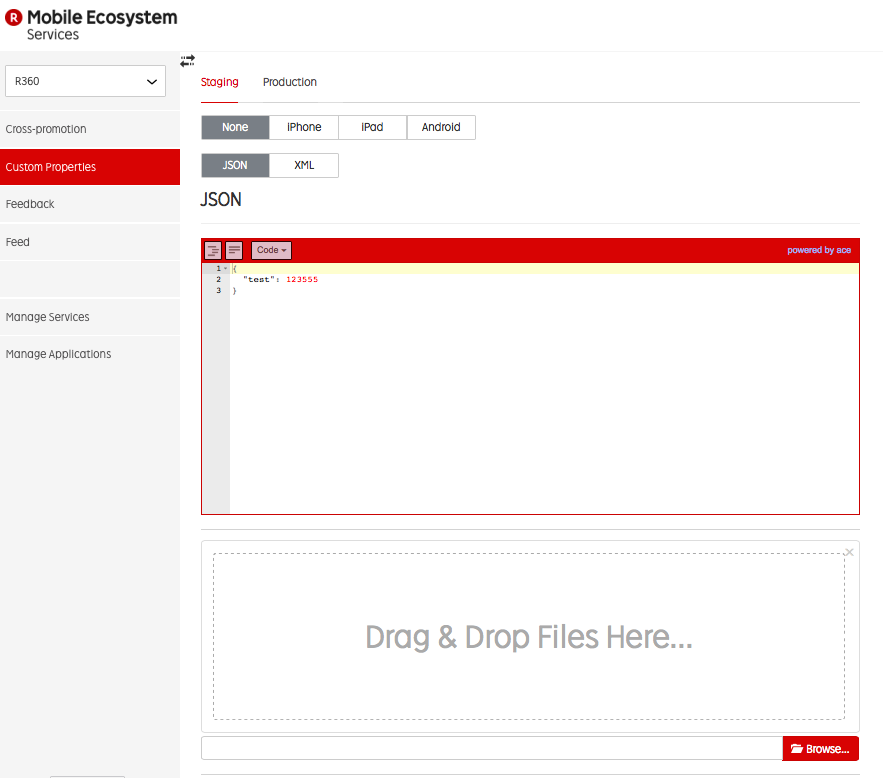 R Mobile Ecosystem
Services
R360
Cross-promotion
Custom Properties
Feedback
Feed
Manage Services
Manage Applications
Staging Production
None iPhone iPad Android
JSON XML
JSON
Code powered by ace
1 {
2 "test": 123555
3 }
Drag & Drop Files Here...
Browse...